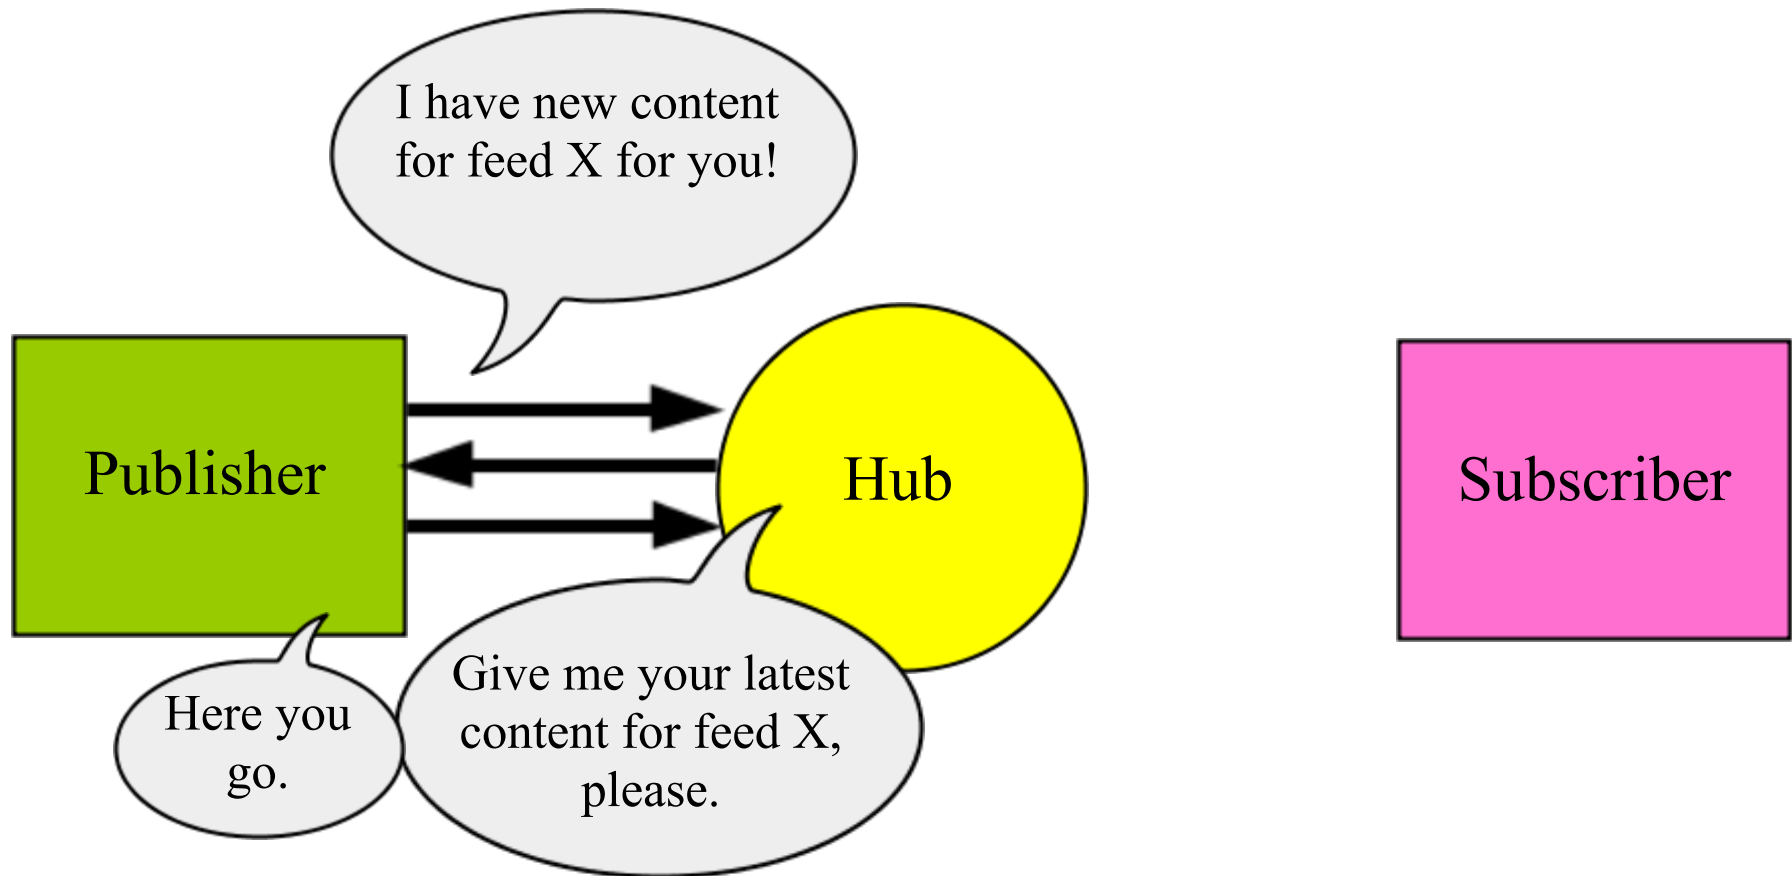 I have new content
for feed X for you!
Publisher
Hub
Subscriber
Here you
go.
Give me your latest
content for feed X,
please.